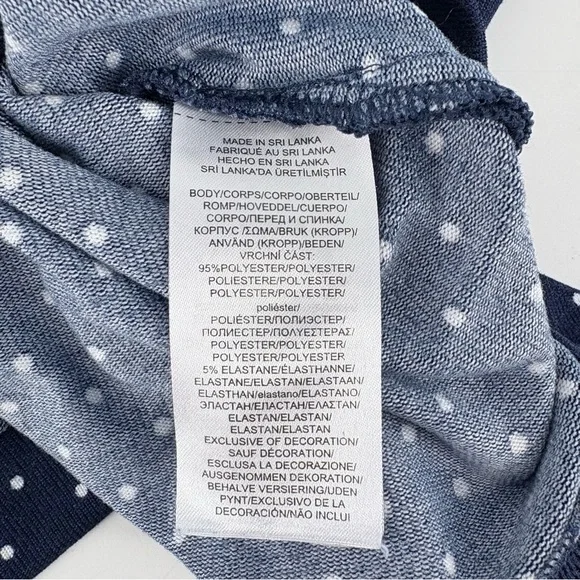 MADE IN SRI LANKA
FABRIQUÉ AU SRI LANKA
HECHO EN SRI LANKA
SRİ LANKA'DA ÜRETİLMİŞTİR
BODY/CORPS/CORPO/OBERTEIL/
ROMP/HOVEDDEL/CUERPO/
CORPO/ПЕРЕД И СПИНКА/
КОРПУС /ΣΩΜΑ/BRUK (KROPP)/
ANVÄND (KROPP)/BEDEN/
VRCHNÍ ČÁST:
95%POLYESTER/POLYESTER/
POLIESTERE/POLYESTER/
POLYESTER/POLYESTER/
poliéster/
POLIÉSTER/ПОЛИЭСТЕР/
ПОЛИЕСТЕР/ΠΟΛΥΕΣΤΕΡΑΣ/
POLYESTER/POLYESTER/
POLYESTER/POLYESTER
5% ELASTANE/ÉLASTHANNE/
ELASTANE/ELASTAN/ELASTAAN/
ELASTHAN/elastano/ELASTANO/
ЭЛАСТАН/ЕЛАСТАН/ΕΛΑΣΤΑΝ/
ELASTAN/ELASTAN/
ELASTAN/ELASTAN
EXCLUSIVE OF DECORATION/
SAUF DÉCORATION/
ESCLUSA LA DECORAZIONE/
AUSGENOMMEN DEKORATION/
BEHALVE VERSIERING/UDEN
PYNT/EXCLUSIVO DE LA
DECORACIÓN/NÃO INCLUI